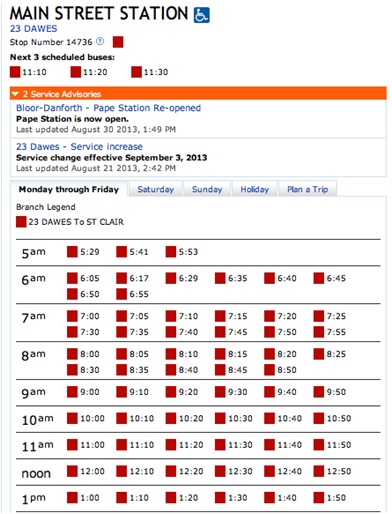 MAIN STREET STATION
23 DAWES
Stop Number 14736 ?
Next 3 scheduled buses:
11:10 11:20 11:30
2 Service Advisories
Bloor-Danforth - Pape Station Re-opened
Pape Station is now open.
Last updated August 30 2013, 1:49 PM
23 Dawes - Service increase
Service change effective September 3, 2013
Last updated August 21 2013, 2:42 PM
Monday through Friday Saturday Sunday Holiday Plan a Trip
Branch Legend
23 DAWES To ST CLAIR
5am 5:29 5:41 5:53
6am 6:05 6:17 6:29 6:35 6:40 6:45
6:50 6:55
7am 7:00 7:05 7:10 7:15 7:20 7:25
7:30 7:35 7:40 7:45 7:50 7:55
8am 8:00 8:05 8:10 8:15 8:20 8:25
8:30 8:35 8:40 8:45 8:50
9am 9:00 9:10 9:20 9:30 9:40 9:50
10am 10:00 10:10 10:20 10:30 10:40 10:50
11am 11:00 11:10 11:10 11:30 11:40 11:50
noon 12:00 12:10 12:20 12:30 12:40 12:50
1pm 1:00 1:10 1:20 1:30 1:40 1:50